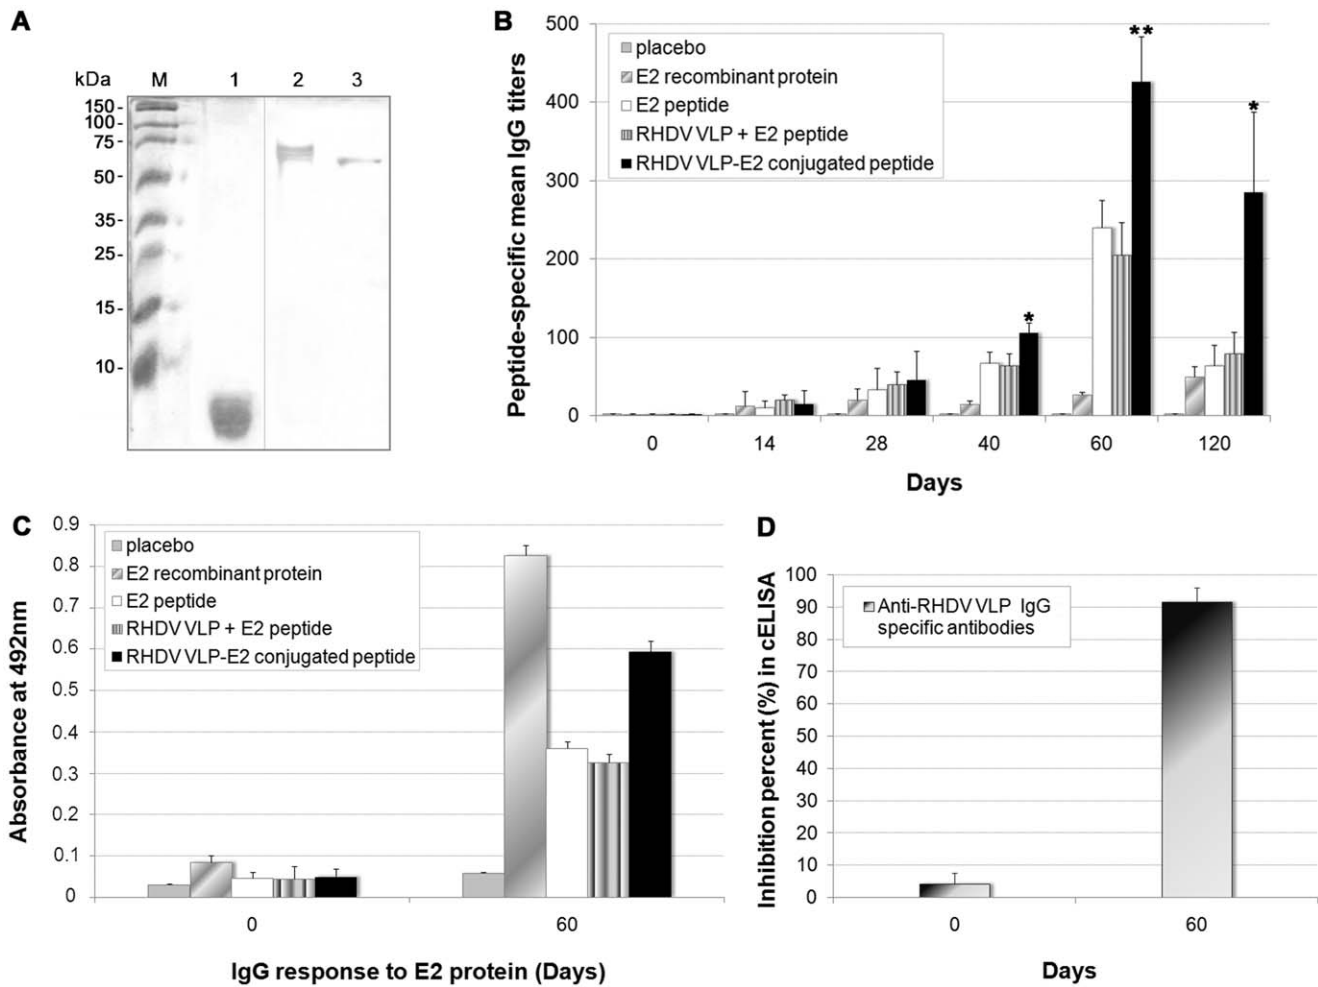 A
kDa M 1 2 3
150-
100-
75-
50-
35-
25-
15-
10-
B
Peptide-specific mean IgG titers
500
400
300
200
100
0
placebo
E2 recombinant protein
E2 peptide
RHDV VLP + E2 peptide
RHDV VLP-E2 conjugated peptide
*
**
*
0 14 28 40 60 120
Days
C
Absorbance at 492nm
0.9
0.8
0.7
0.6
0.5
0.4
0.3
0.2
0.1
0
placebo
E2 recombinant protein
E2 peptide
RHDV VLP + E2 peptide
RHDV VLP-E2 conjugated peptide
0 60
IgG response to E2 protein (Days)
D
Inhibition percent (%) in cELISA
100
90
80
70
60
50
40
30
20
10
0
Anti-RHDV VLP IgG
specific antibodies
0 60
Days